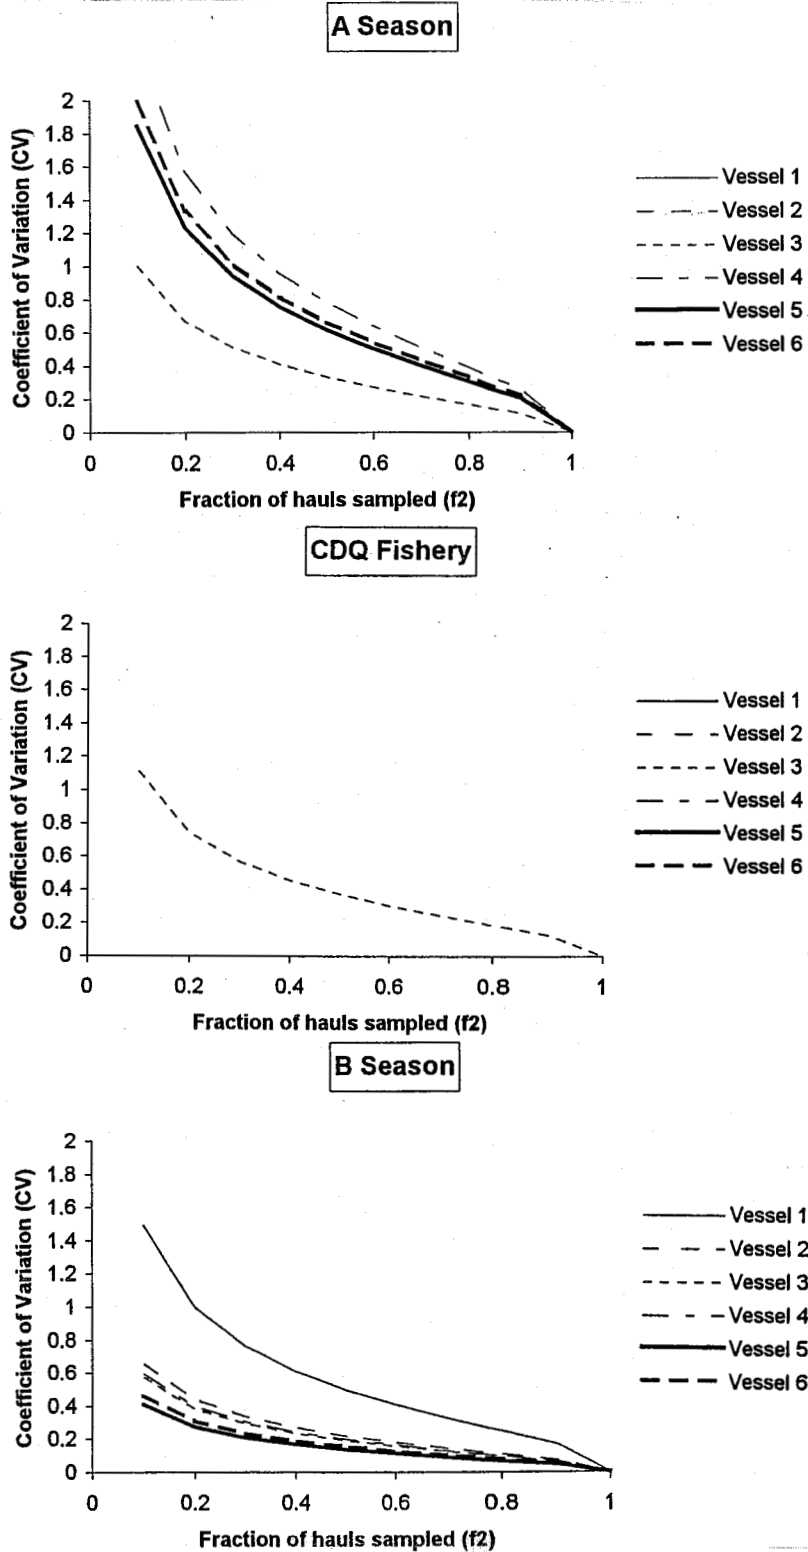 A Season
Coefficient of Variation (CV)
2
1.8
1.6
1.4
1.2
1
0.8
0.6
0.4
0.2
0
0 0.2 0.4 0.6 0.8 1
Fraction of hauls sampled (f2)
Vessel 1
Vessel 2
Vessel 3
Vessel 4
Vessel 5
Vessel 6
CDQ Fishery
Coefficient of Variation (CV)
2
1.8
1.6
1.4
1.2
1
0.8
0.6
0.4
0.2
0
0 0.2 0.4 0.6 0.8 1
Fraction of hauls sampled (f2)
Vessel 1
Vessel 2
Vessel 3
Vessel 4
Vessel 5
Vessel 6
B Season
Coefficient of Variation (CV)
2
1.8
1.6
1.4
1.2
1
0.8
0.6
0.4
0.2
0
0 0.2 0.4 0.6 0.8 1
Fraction of hauls sampled (f2)
Vessel 1
Vessel 2
Vessel 3
Vessel 4
Vessel 5
Vessel 6